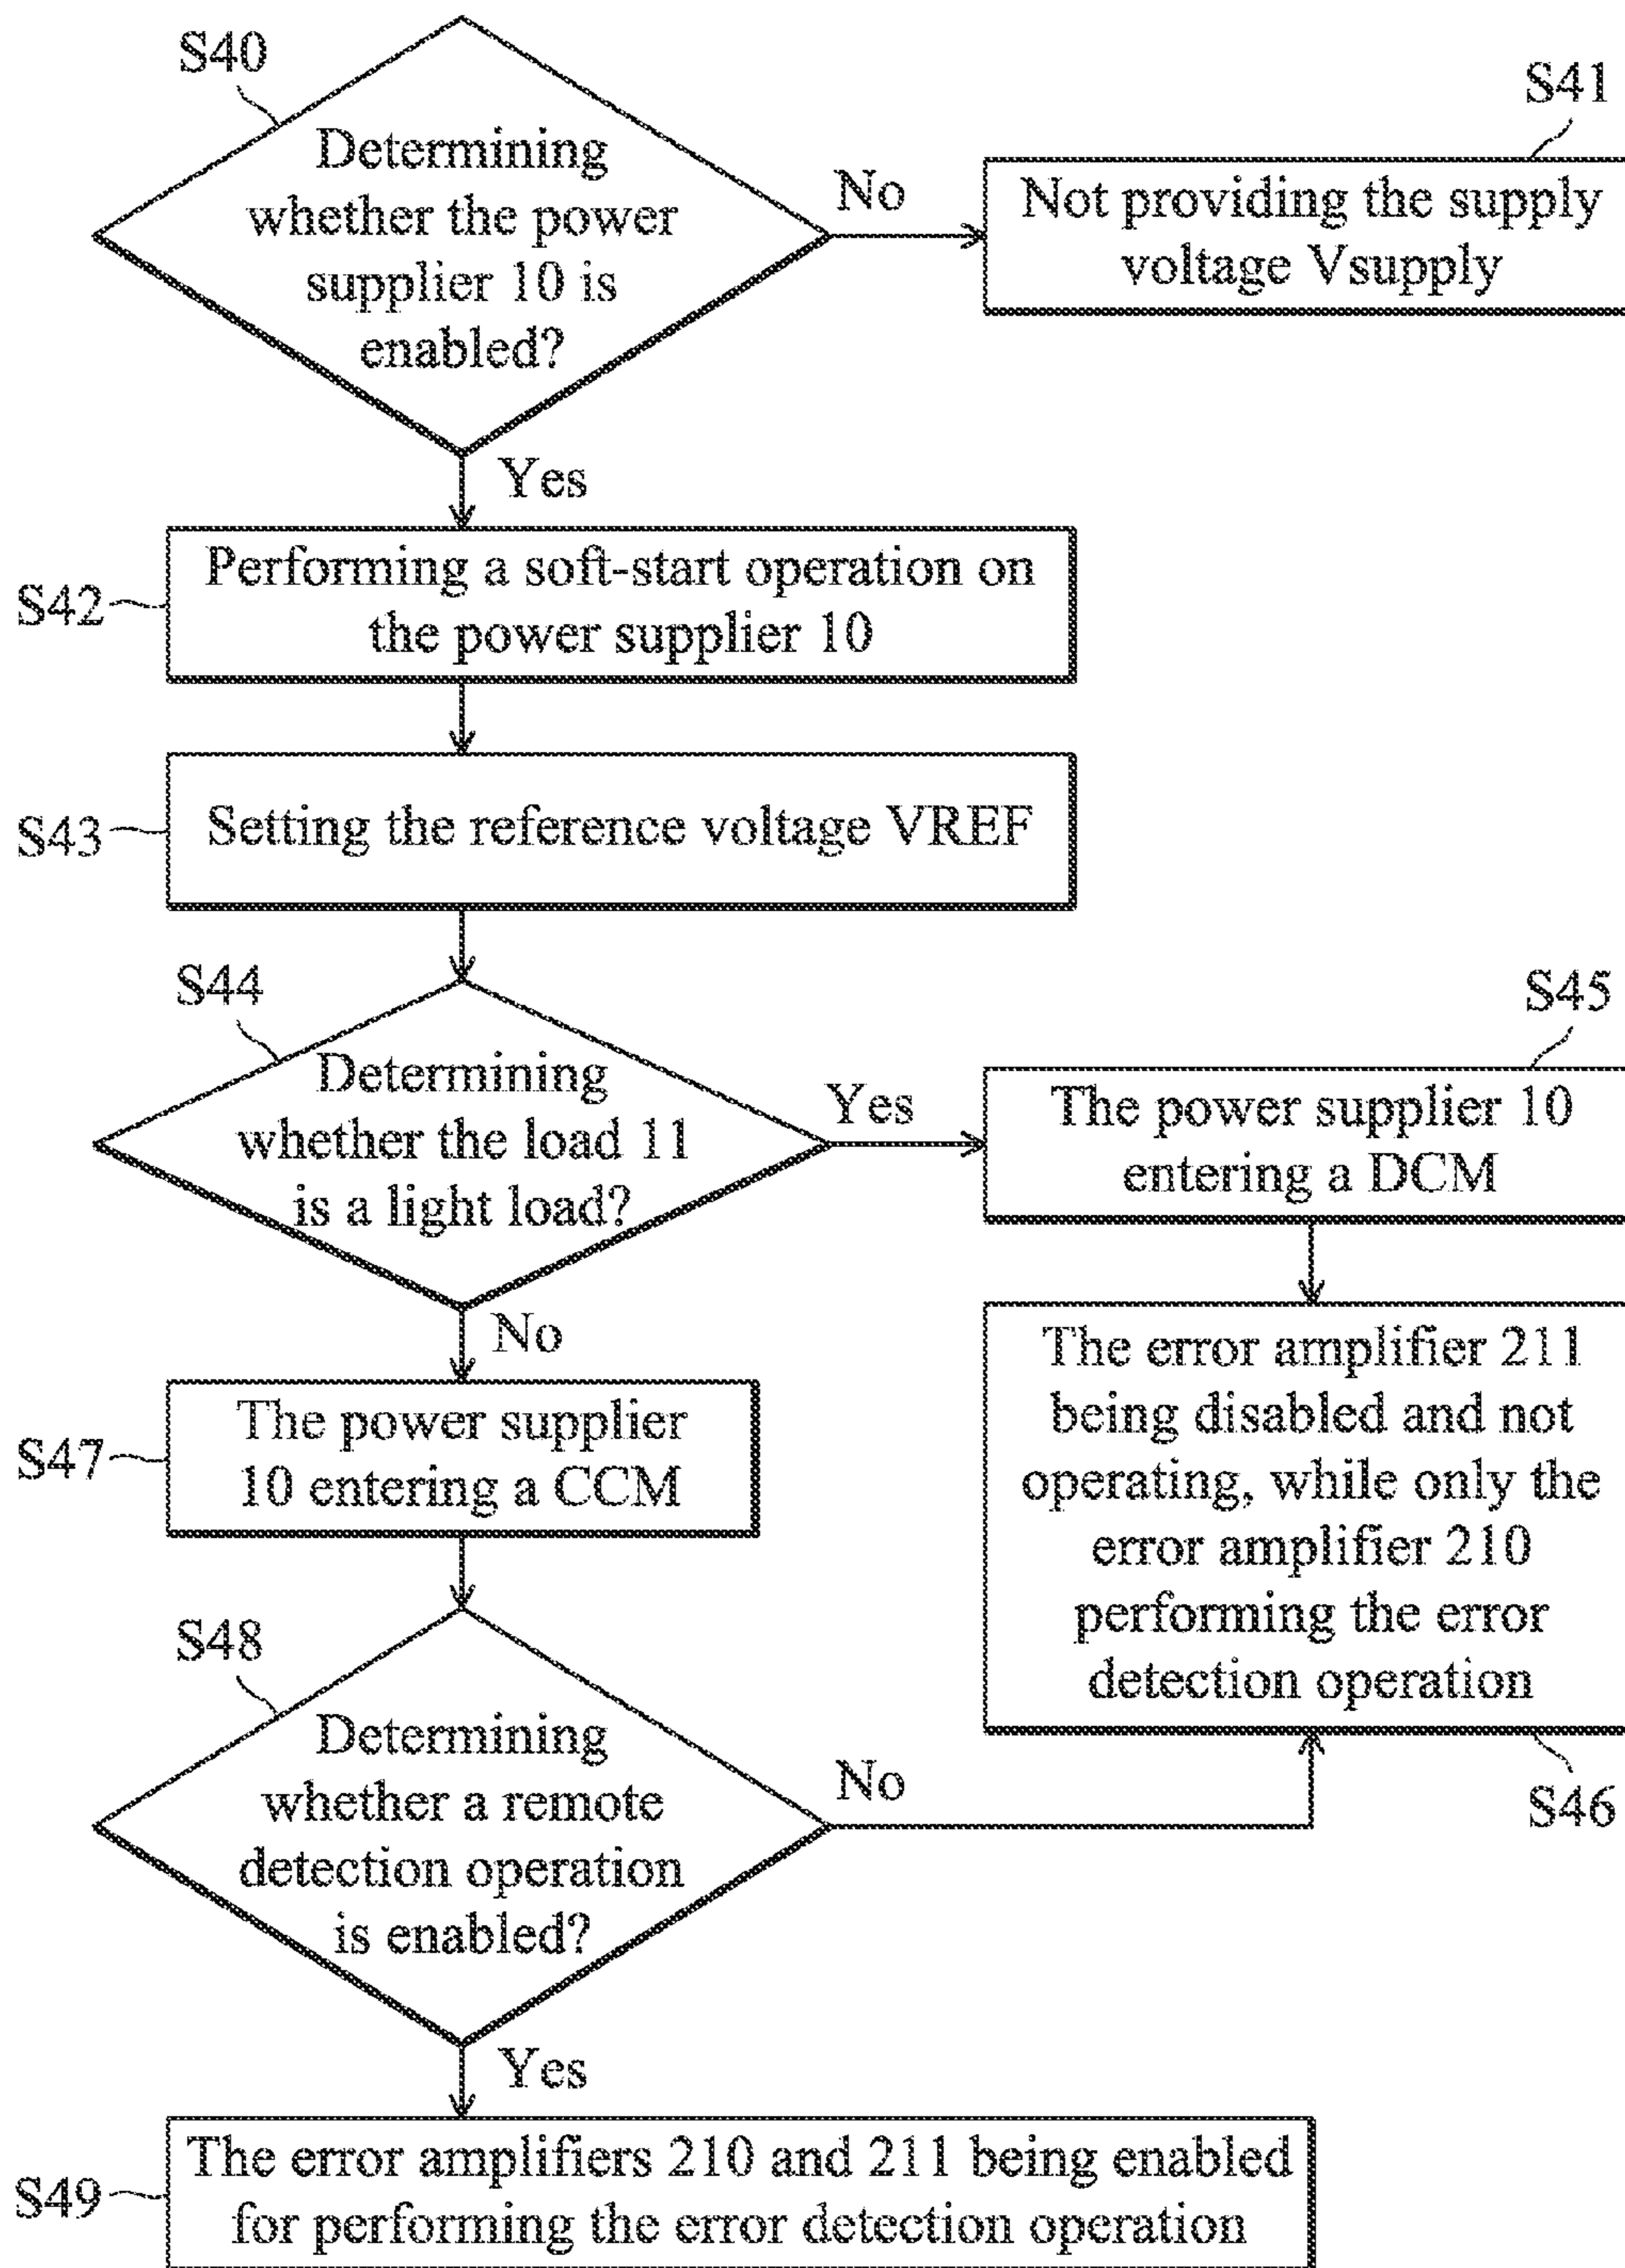 S40
Determining
whether the power
supplier 10 is
enabled?
No
S41
Not providing the supply
voltage Vsupply
Yes
S42
Performing a soft-start operation on
the power supplier 10
S43
Setting the reference voltage VREF
S44
Determining
whether the load 11
is a light load?
Yes
S45
The power supplier 10
entering a DCM
No
S47
The power supplier
10 entering a CCM
The error amplifier 211
being disabled and not
operating, while only the
error amplifier 210
performing the error
detection operation
S46
S48
Determining
whether a remote
detection operation
is enabled?
No
Yes
S49
The error amplifiers 210 and 211 being enabled
for performing the error detection operation